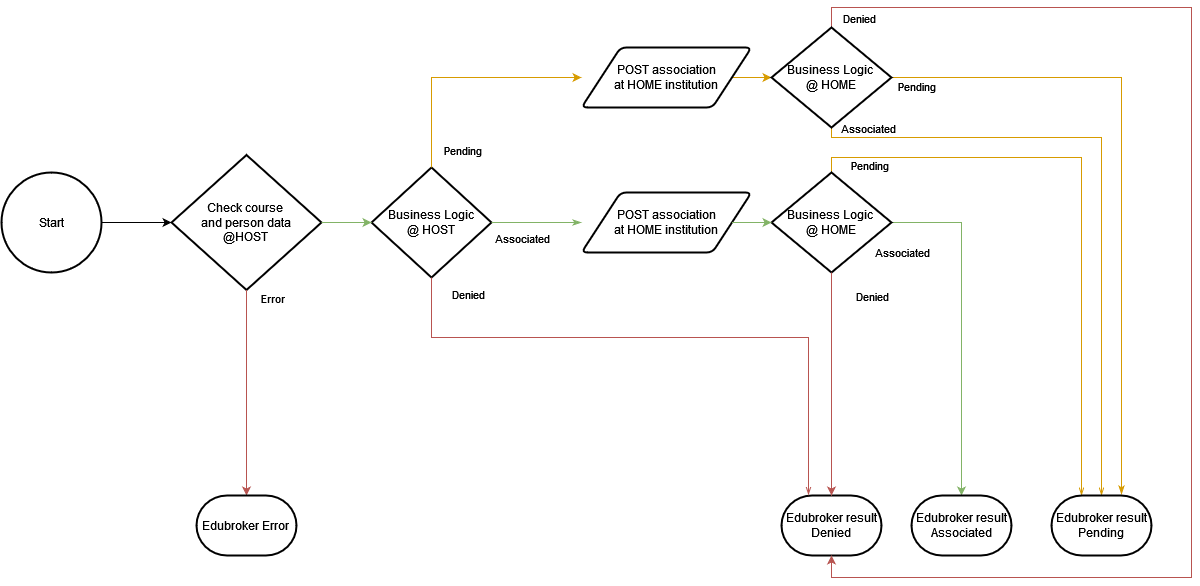 Denied
POST association
at HOME institution
Business Logic
@ HOME
Pending
Associated
Pending
Start
Check course
and person data
@HOST
Business Logic
@ HOST
Associated
POST association
at HOME institution
Pending
Business Logic
@ HOME
Associated
Error
Denied
Denied
Edubroker Error
Edubroker result
Denied
Edubroker result
Associated
Edubroker result
Pending